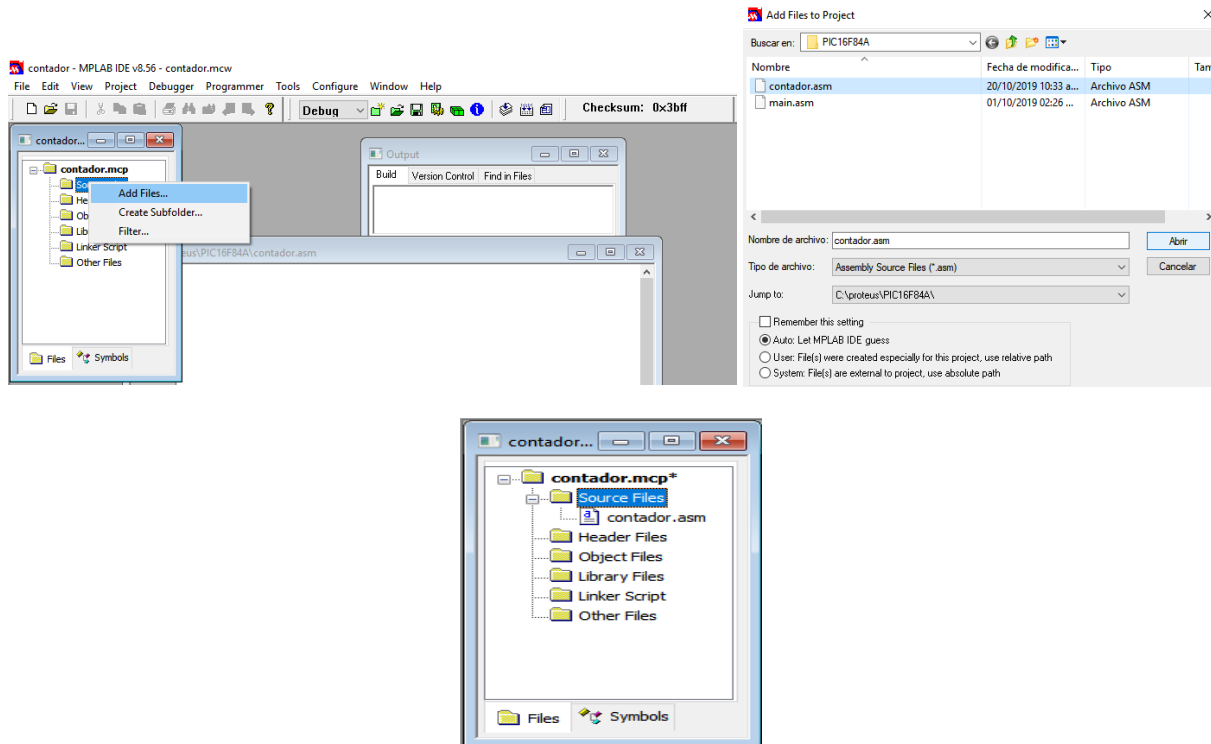 contador - MPLAB IDE v8.56 - contador.mcw
File Edit View Project Debugger Programmer Tools Configure Window Help
Debug
Checksum: 0x3bff
contador...
contador.mcp
Add Files...
Create Subfolder...
Filter...
Linker Script
Other Files
Files Symbols
Output
Build Version Control Find in Files
eus\PIC16F84A\contador.asm
Add Files to Project
Buscar en: PIC16F84A
Nombre Fecha de modifica... Tipo Tam
contador.asm 20/10/2019 10:33 a... Archivo ASM
main.asm 01/10/2019 02:26 ... Archivo ASM
Nombre de archivo: contador.asm Abrir
Tipo de archivo: Assembly Source Files (*.asm) Cancelar
Jump to: C:\proteus\PIC16F84A\
Remember this setting
Auto: Let MPLAB IDE guess
User: File(s) were created especially for this project, use relative path
System: File(s) are external to project, use absolute path
contador...
contador.mcp*
Source Files
contador.asm
Header Files
Object Files
Library Files
Linker Script
Other Files
Files Symbols